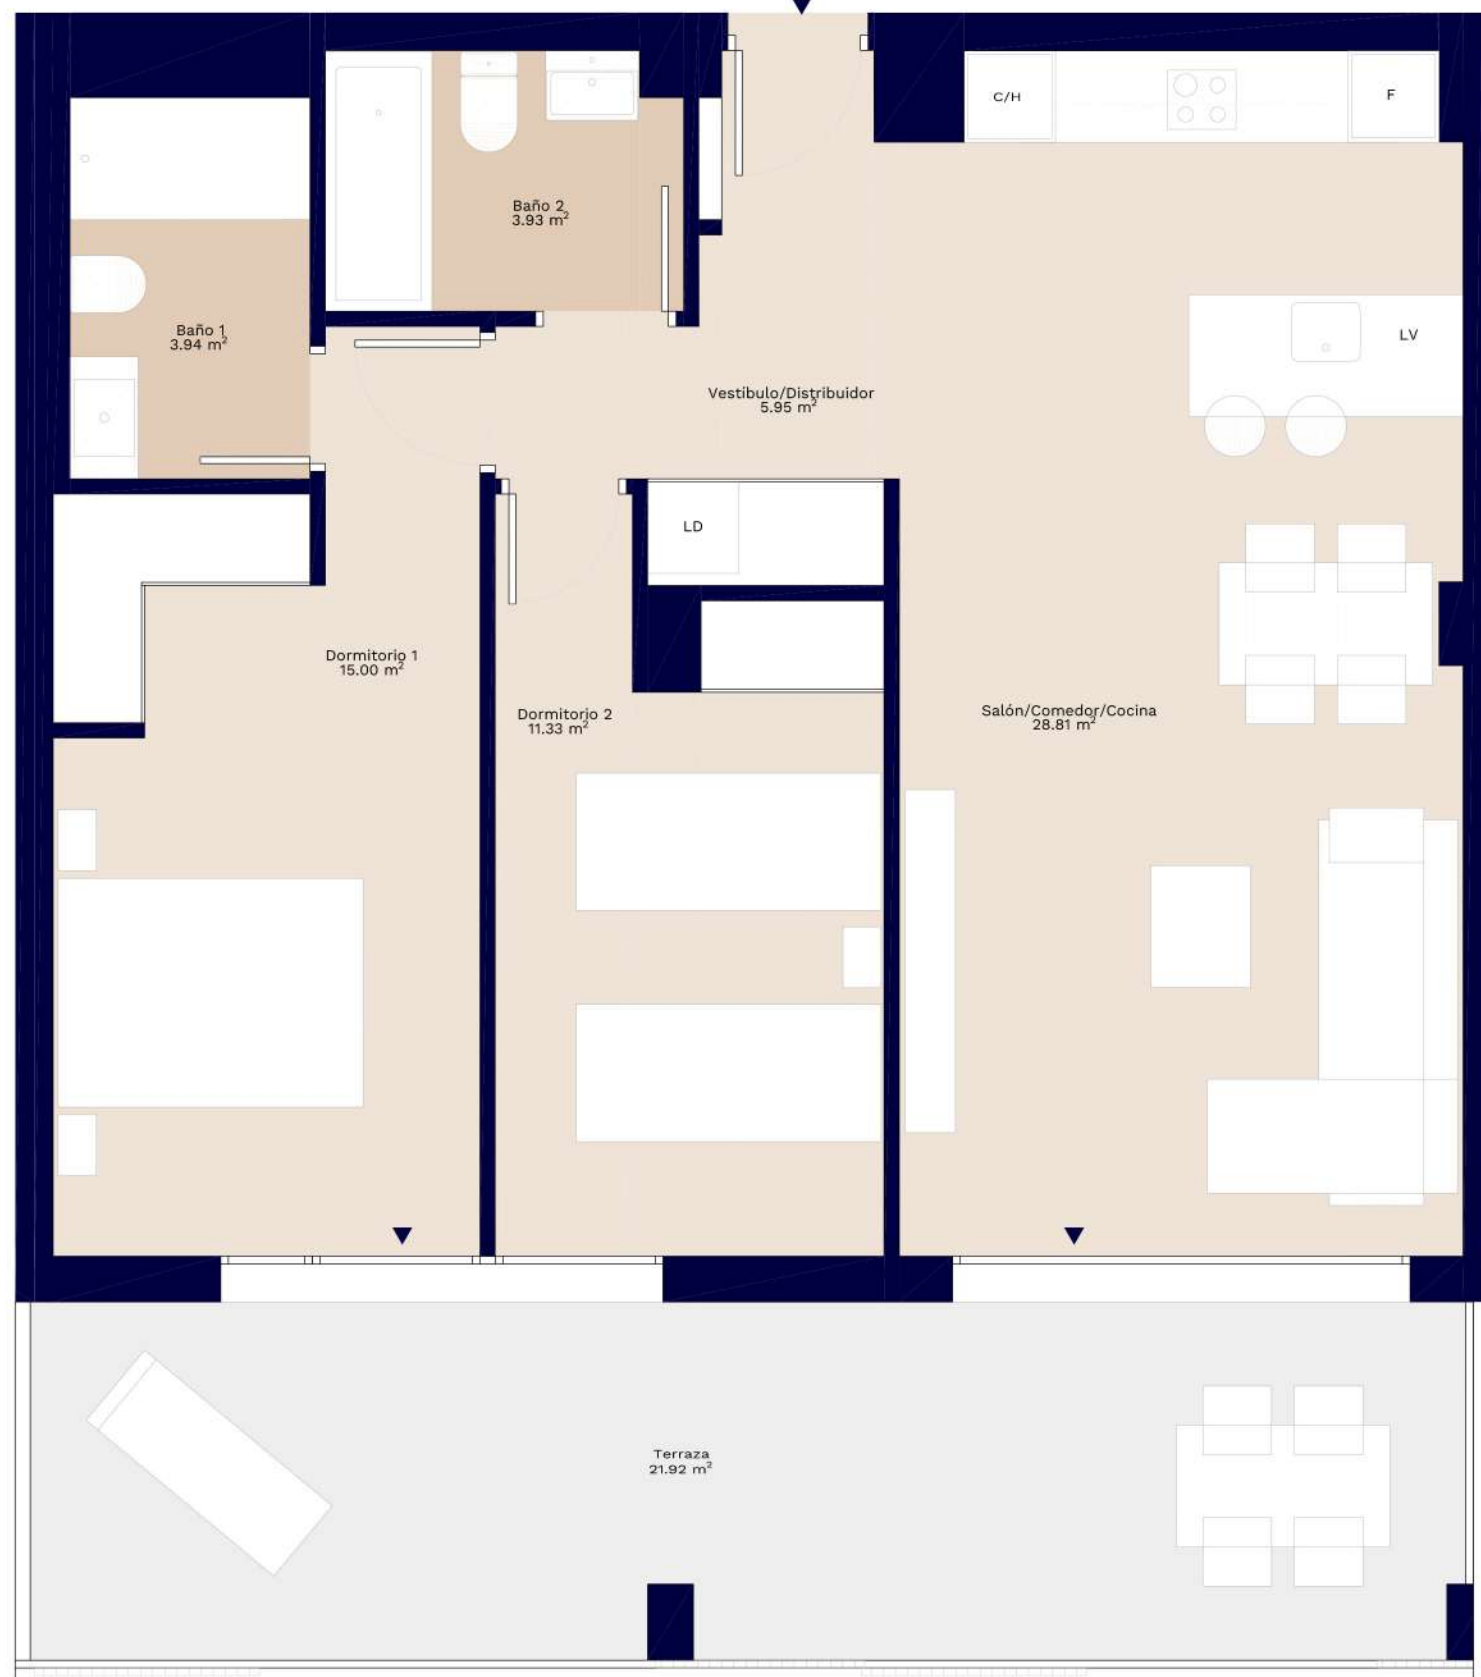 C/H
F
Baño 2
3.93 m²
Baño 1
3.94 m²
LV
Vestíbulo/Distribuidor
5.95 m²
LD
Dormitorio 1
15.00 m²
Dormitorio 2
11.33 m²
Salón/Comedor/Cocina
28.81 m²
Terraza
21.92 m²